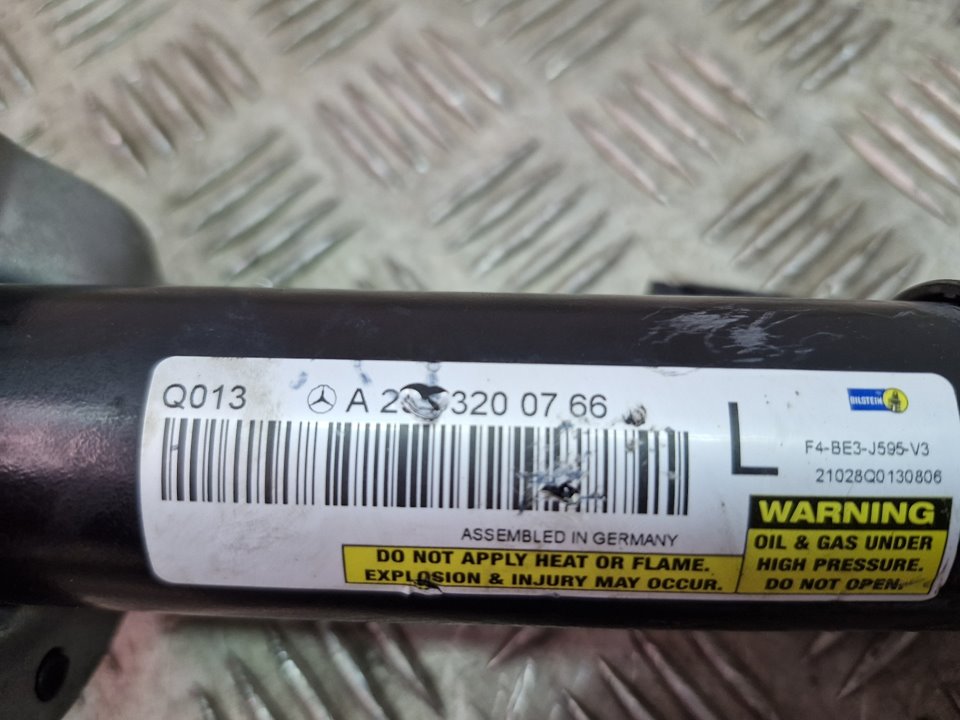 Q013
A 2 320 07 66
BILSTEIN
L
F4-BE3-J595-V3
21028Q0130806
ASSEMBLED IN GERMANY
DO NOT APPLY HEAT OR FLAME.
EXPLOSION & INJURY MAY OCCUR.
WARNING
OIL & GAS UNDER
HIGH PRESSURE.
DO NOT OPEN.